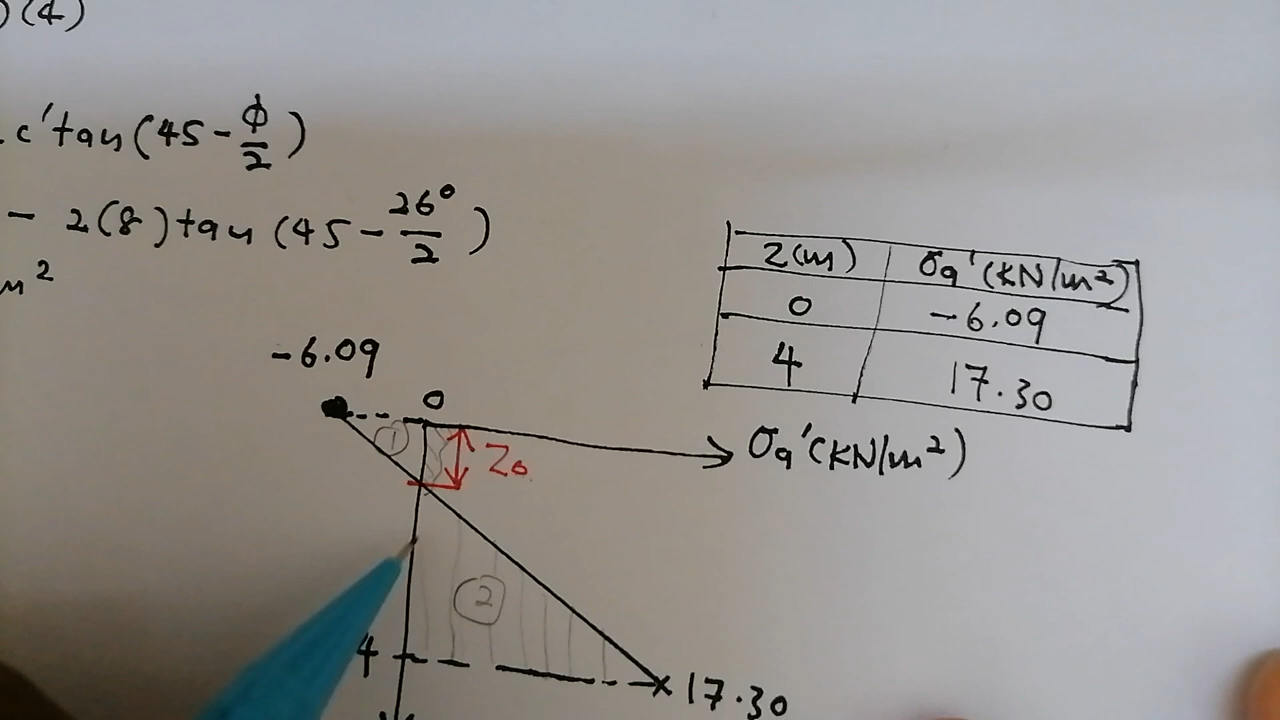 )(4)
c'tan(45-ϕ/2)
- 2(8)tan(45-26°/2)
m²
z(m) σa'(kN/m²)
0 -6.09
4 17.30
-6.09
0
σa'(kN/m²)
1
Zo
2
4
17.30